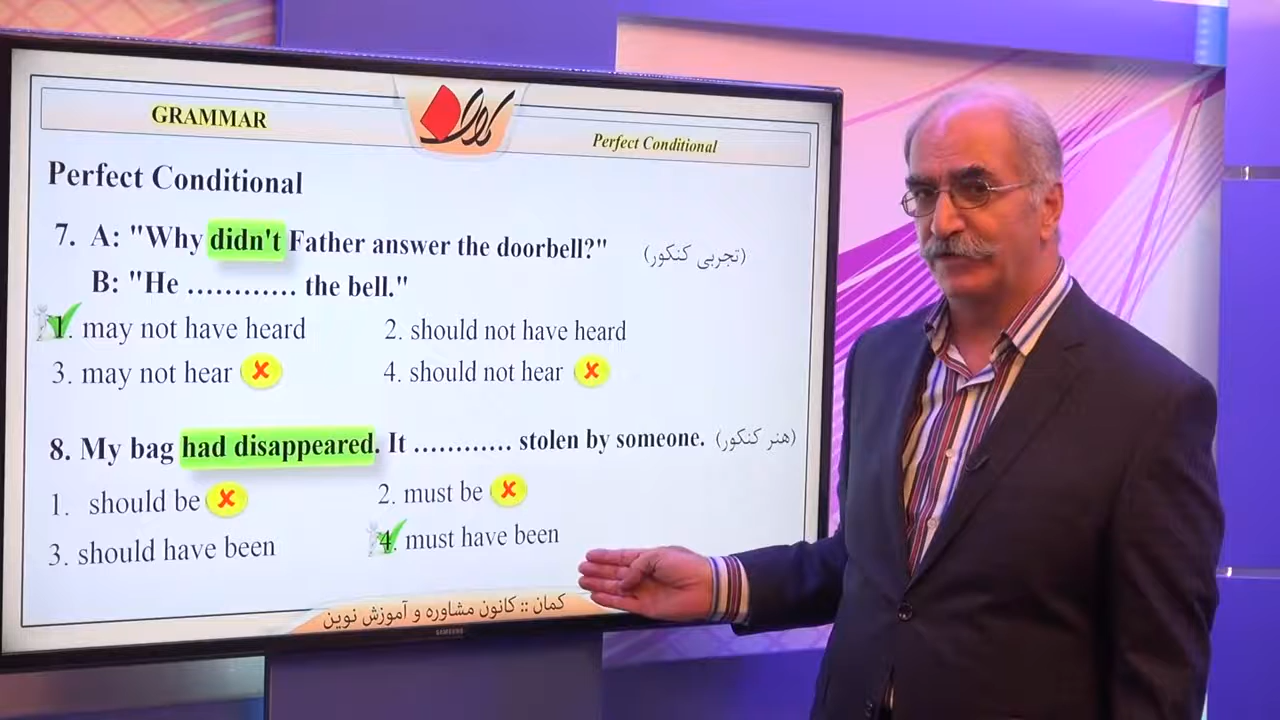 GRAMMAR
کمان
Perfect Conditional
Perfect Conditional
7. A: "Why didn't Father answer the doorbell?" (تجربی کنکور)
B: "He ………… the bell."
1. may not have heard 2. should not have heard
3. may not hear ✘ 4. should not hear ✘
8. My bag had disappeared. It ………… stolen by someone. (هنر کنکور)
1. should be ✘ 2. must be ✘
3. should have been 4. must have been
کمان :: کانون مشاوره و آموزش نوین
SAMSUNG